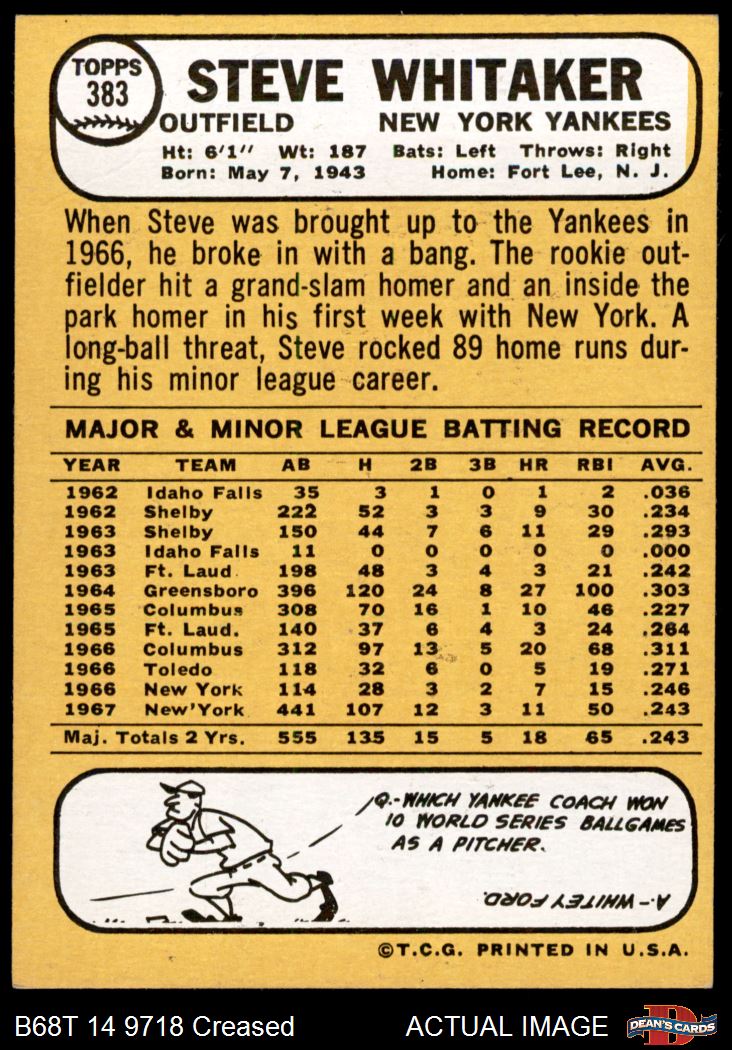 TOPPS
383
STEVE WHITAKER
OUTFIELD NEW YORK YANKEES
Ht: 6'1" Wt: 187 Bats: Left Throws: Right
Born: May 7, 1943 Home: Fort Lee, N. J.
When Steve was brought up to the Yankees in
1966, he broke in with a bang. The rookie out-
fielder hit a grand-slam homer and an inside the
park homer in his first week with New York. A
long-ball threat, Steve rocked 89 home runs dur-
ing his minor league career.
MAJOR & MINOR LEAGUE BATTING RECORD
YEAR TEAM AB H 2B 3B HR RBI AVG.
1962 Idaho Falls 35 3 1 0 1 2 .036
1962 Shelby 222 52 3 3 9 30 .234
1963 Shelby 150 44 7 6 11 29 .293
1963 Idaho Falls 11 0 0 0 0 0 .000
1963 Ft. Laud. 198 48 3 4 3 21 .242
1964 Greensboro 396 120 24 8 27 100 .303
1965 Columbus 308 70 16 1 10 46 .227
1965 Ft. Laud. 140 37 6 4 3 24 .264
1966 Columbus 312 97 13 5 20 68 .311
1966 Toledo 118 32 6 0 5 19 .271
1966 New York 114 28 3 2 7 15 .246
1967 New York 441 107 12 3 11 50 .243
Maj. Totals 2 Yrs. 555 135 15 5 18 65 .243
Q.-WHICH YANKEE COACH WON
10 WORLD SERIES BALLGAMES
AS A PITCHER.
A.-WHITEY FORD.
©T.C.G. PRINTED IN U.S.A.
B68T 14 9718 Creased ACTUAL IMAGE
D
DEAN'S CARDS